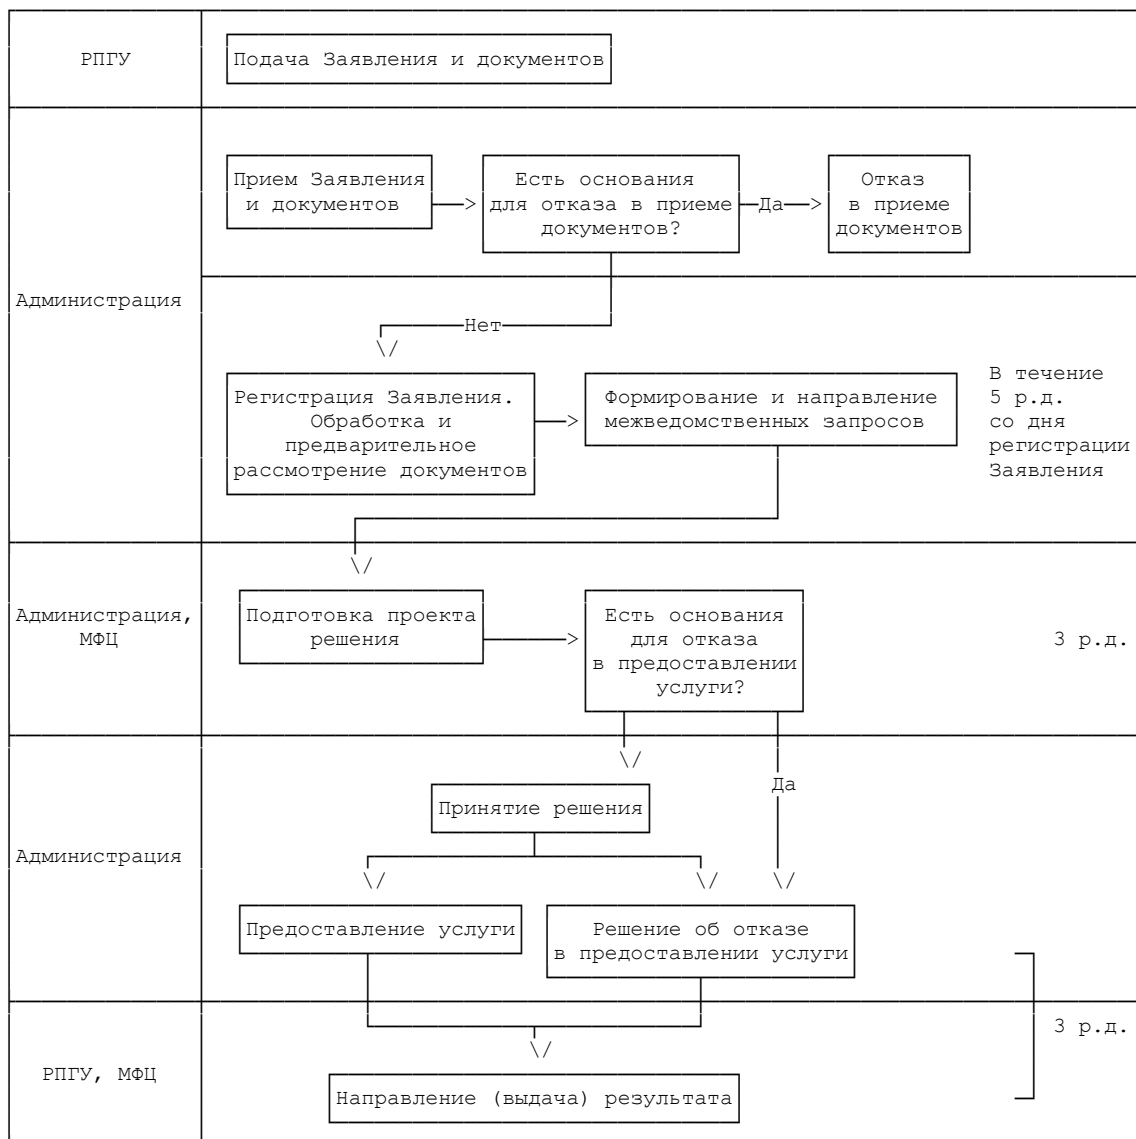 РПГУ
Подача Заявления и документов
Прием Заявления
и документов
Есть основания
для отказа в приеме
документов?
Да
Отказ
в приеме
документов
Администрация
Нет
Регистрация Заявления.
Обработка и
предварительное
рассмотрение документов
Формирование и направление
межведомственных запросов
В течение
5 р.д.
со дня
регистрации
Заявления
Администрация,
МФЦ
Подготовка проекта
решения
Есть основания
для отказа
в предоставлении
услуги?
3 р.д.
Администрация
Да
Принятие решения
Предоставление услуги
Решение об отказе
в предоставлении услуги
3 р.д.
РПГУ, МФЦ
Направление (выдача) результата